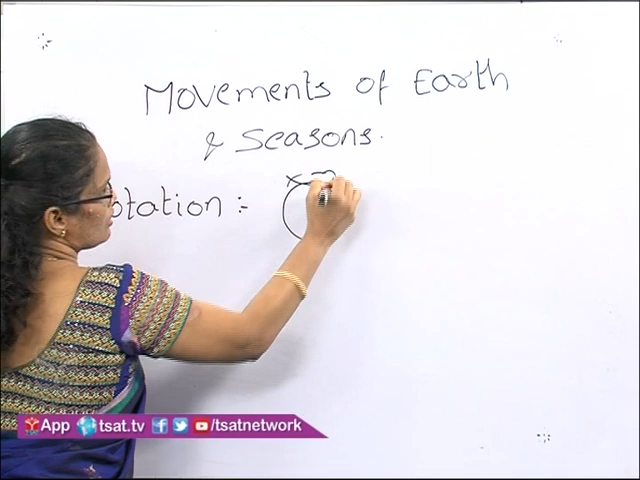 Movements of Earth
& Seasons.
otation :-
App tsat.tv /tsatnetwork